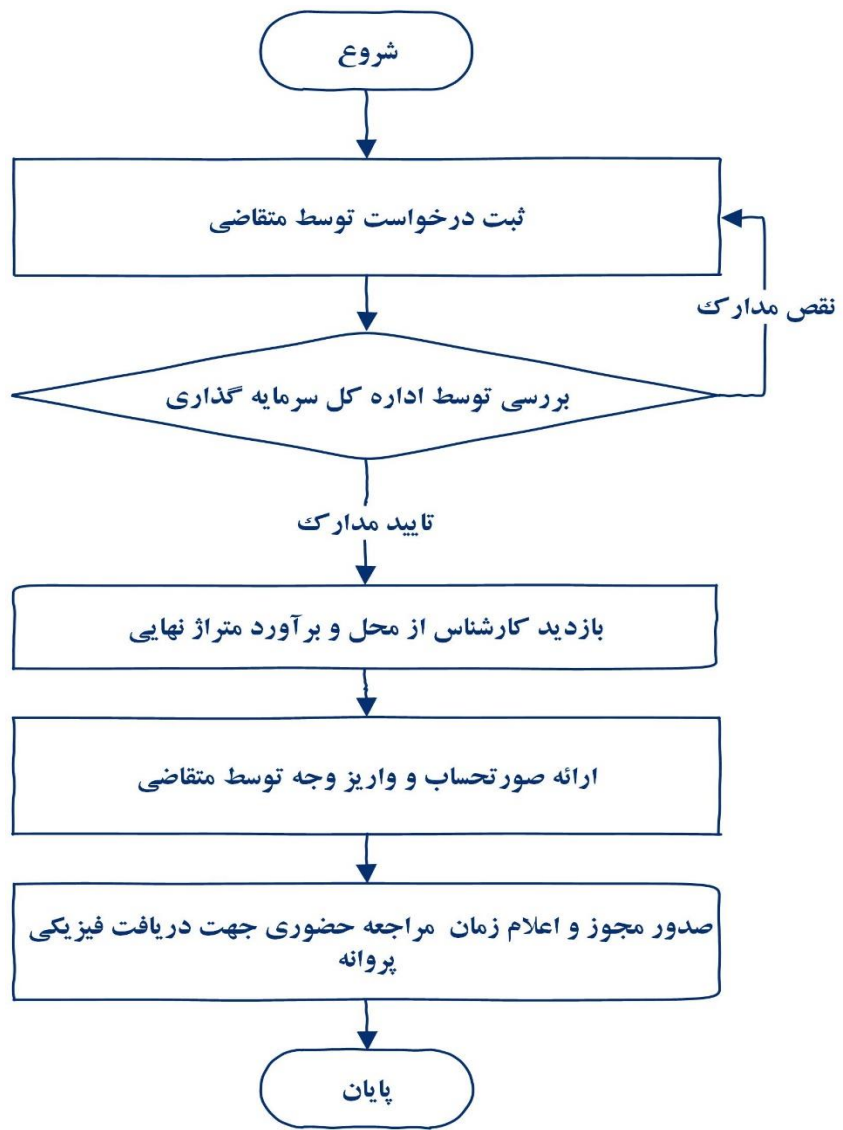 شروع
ثبت درخواست توسط متقاضی
نقص مدارک
بررسی توسط اداره کل سرمایه گذاری
تایید مدارک
بازدید کارشناس از محل و برآورد متراژ نهایی
ارائه صورتحساب و واریز وجه توسط متقاضی
صدور مجوز و اعلام زمان مراجعه حضوری جهت دریافت فیزیکی
پروانه
پایان